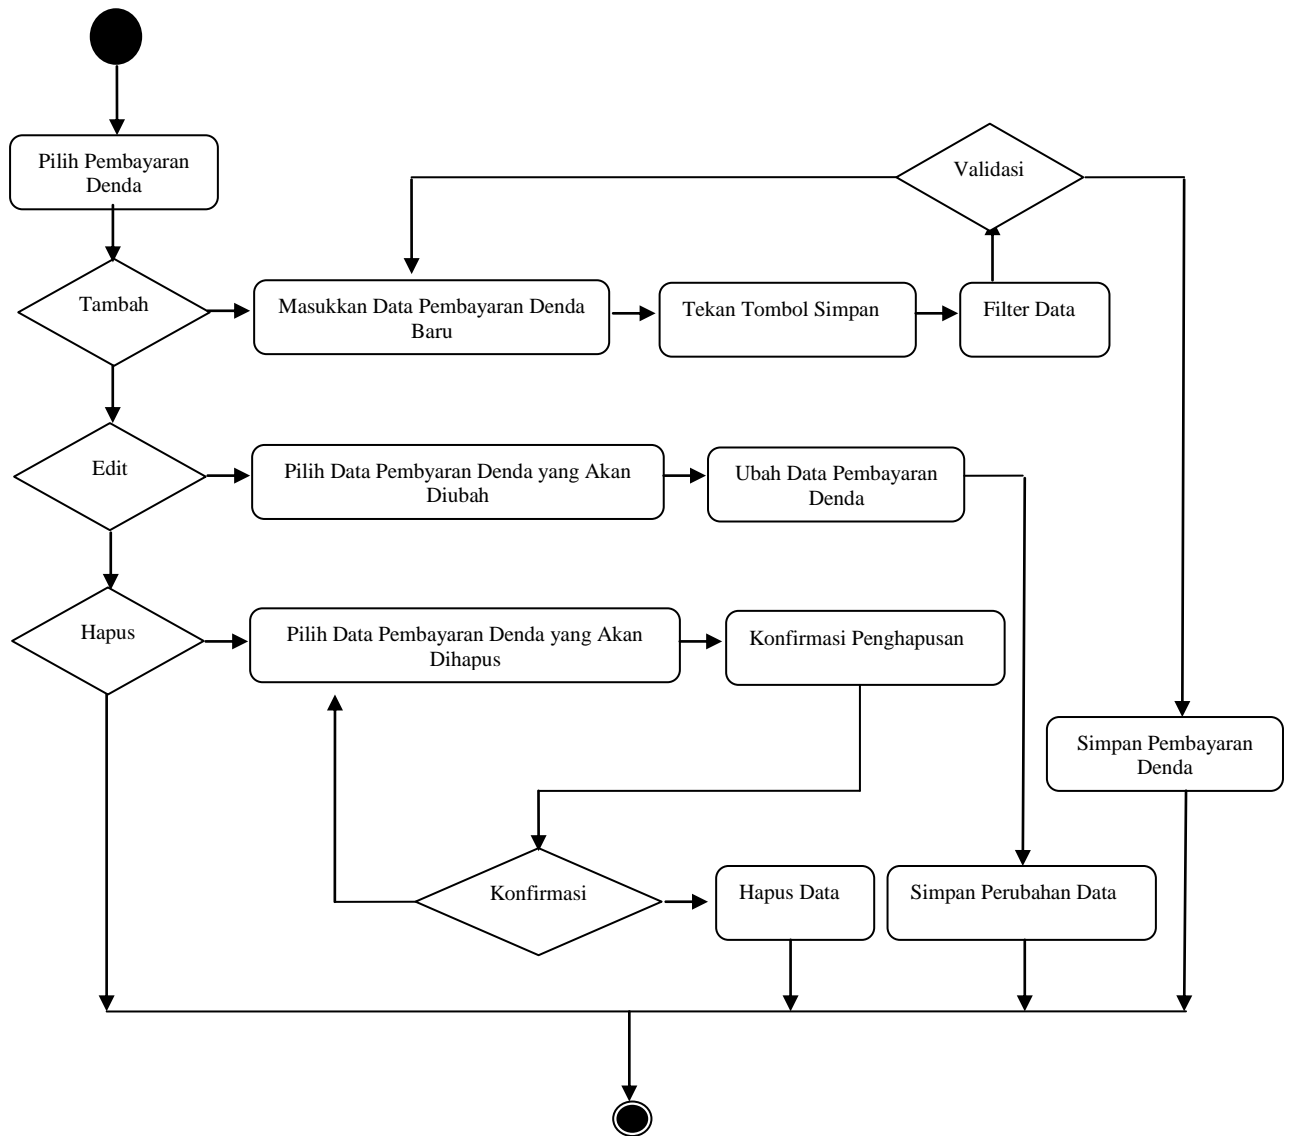 Pilih Pembayaran
Denda
Validasi
Tambah
Masukkan Data Pembayaran Denda
Baru
Tekan Tombol Simpan
Filter Data
Edit
Pilih Data Pembyaran Denda yang Akan
Diubah
Ubah Data Pembayaran
Denda
Hapus
Pilih Data Pembayaran Denda yang Akan
Dihapus
Konfirmasi Penghapusan
Simpan Pembayaran
Denda
Konfirmasi
Hapus Data
Simpan Perubahan Data